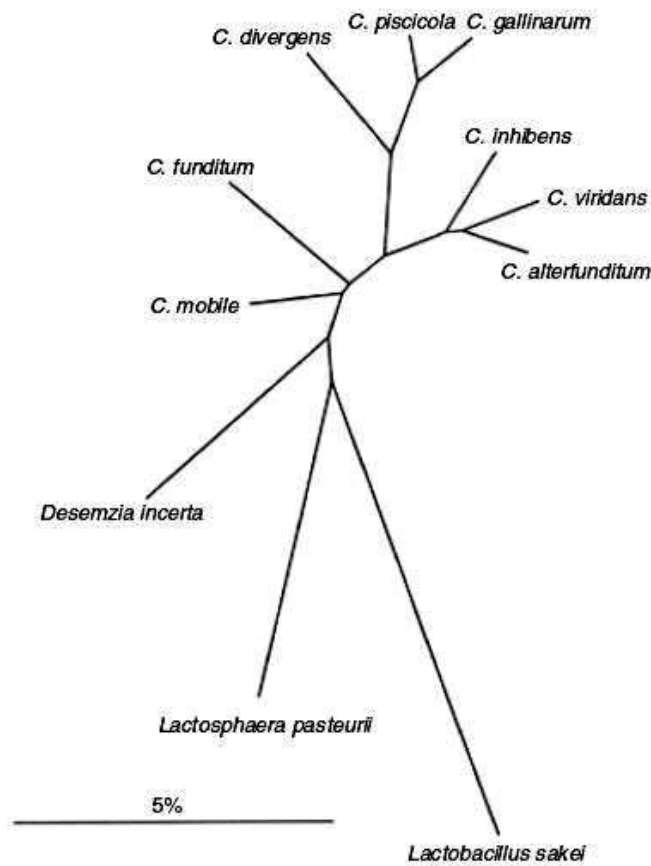 C. piscicola C. gallinarum
C. divergens
C. inhibens
C. funditum
C. viridans
C. alterfunditum
C. mobile
Desemzia incerta
Lactosphaera pasteurii
5%
Lactobacillus sakei